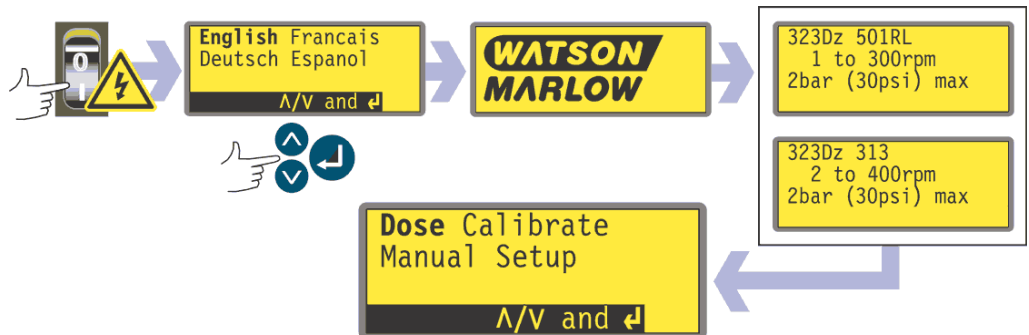 0
I
English Francais
Deutsch Espanol
∧/∨ and ↲
WATSON
MARLOW
323Dz 501RL
1 to 300rpm
2bar (30psi) max
323Dz 313
2 to 400rpm
2bar (30psi) max
Dose Calibrate
Manual Setup
∧/∨ and ↲